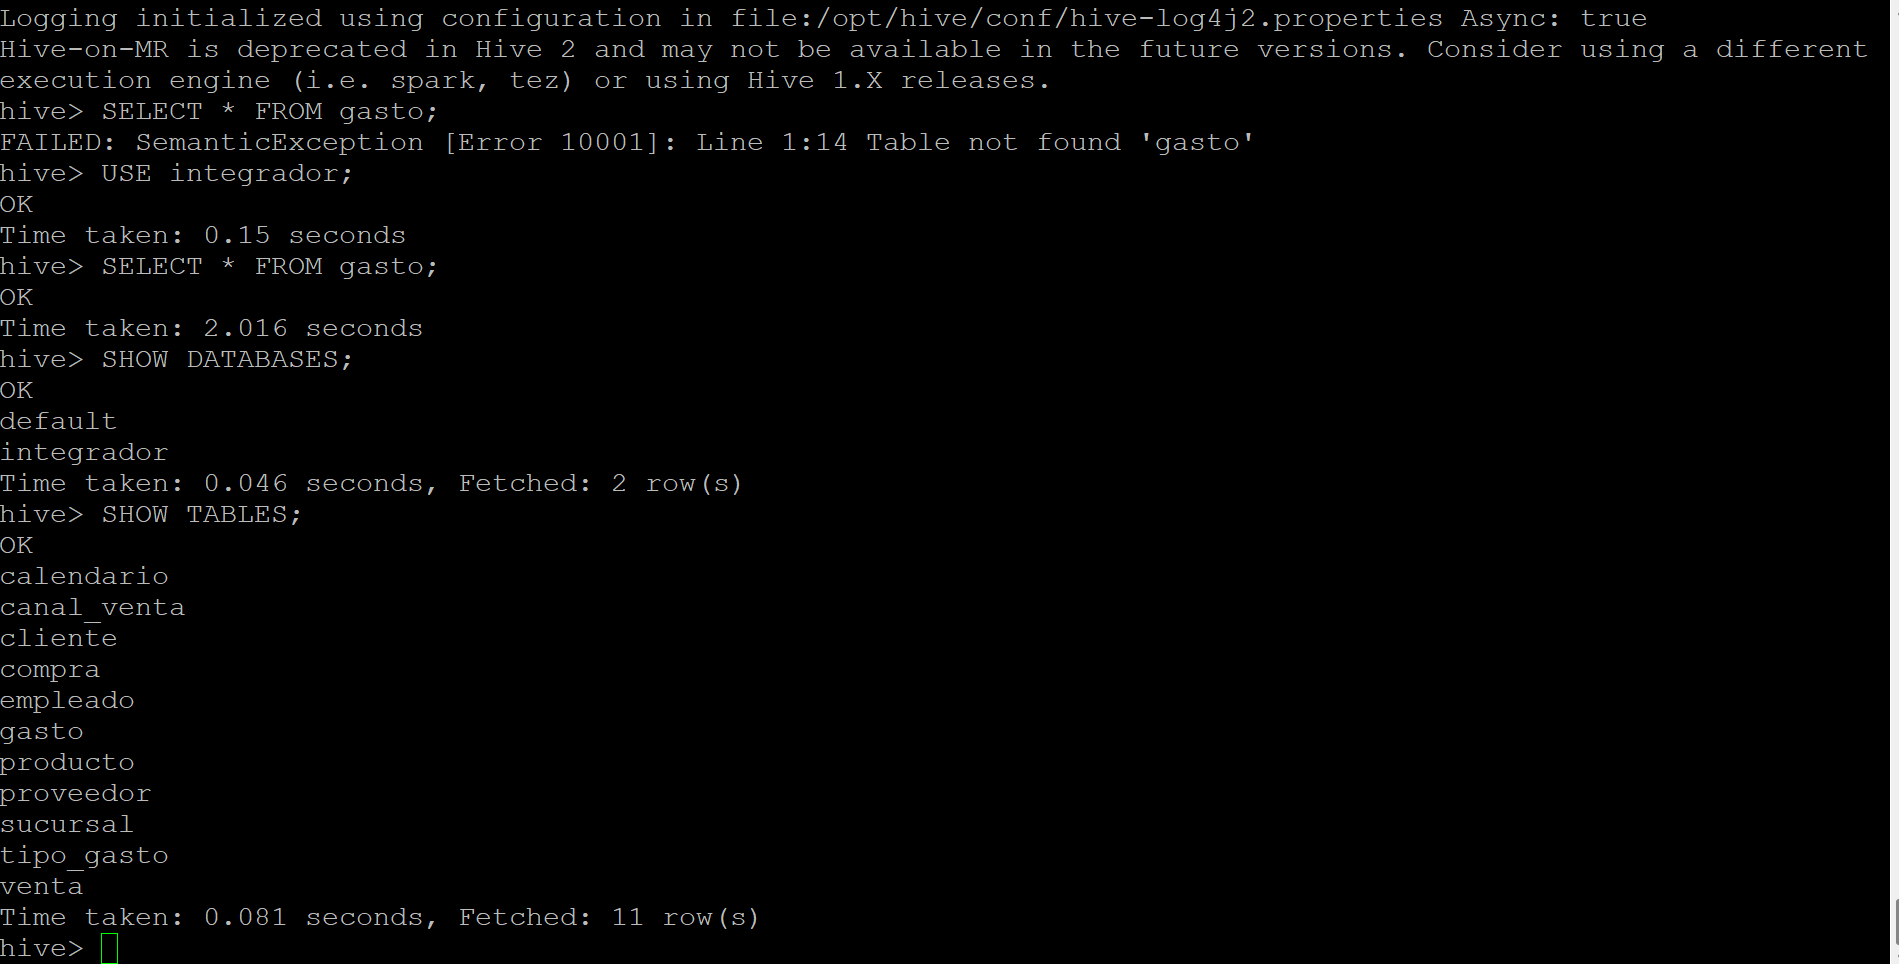 Logging initialized using configuration in file:/opt/hive/conf/hive-log4j2.properties Async: true
Hive-on-MR is deprecated in Hive 2 and may not be available in the future versions. Consider using a different
execution engine (i.e. spark, tez) or using Hive 1.X releases.
hive> SELECT * FROM gasto;
FAILED: SemanticException [Error 10001]: Line 1:14 Table not found 'gasto'
hive> USE integrador;
OK
Time taken: 0.15 seconds
hive> SELECT * FROM gasto;
OK
Time taken: 2.016 seconds
hive> SHOW DATABASES;
OK
default
integrador
Time taken: 0.046 seconds, Fetched: 2 row(s)
hive> SHOW TABLES;
OK
calendario
canal_venta
cliente
compra
empleado
gasto
producto
proveedor
sucursal
tipo_gasto
venta
Time taken: 0.081 seconds, Fetched: 11 row(s)
hive>